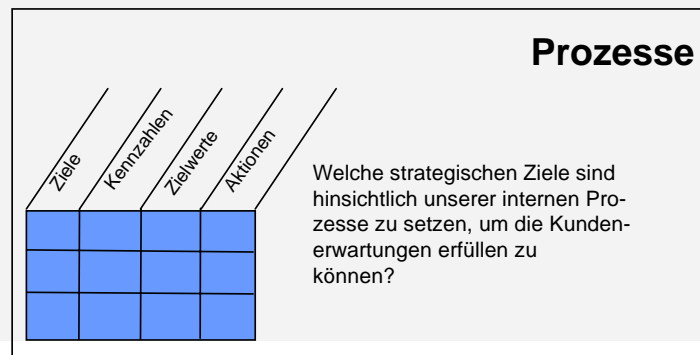 Prozesse
Ziele
Kennzahlen
Zielwerte
Aktionen
Welche strategischen Ziele sind
hinsichtlich unserer internen Pro-
zesse zu setzen, um die Kunden-
erwartungen erfüllen zu
können?